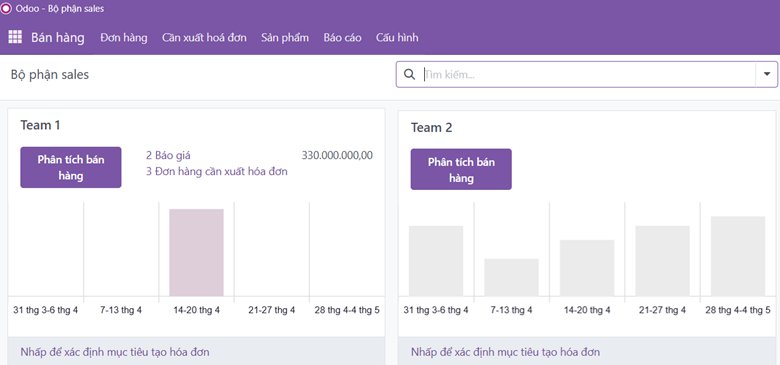 Odoo - Bộ phận sales
Bán hàng Đơn hàng Cần xuất hoá đơn Sản phẩm Báo cáo Cấu hình
Bộ phận sales
Tìm kiếm...
Team 1
Phân tích bán hàng
2 Báo giá 330.000.000,00
3 Đơn hàng cần xuất hóa đơn
31 thg 3-6 thg 4 7-13 thg 4 14-20 thg 4 21-27 thg 4 28 thg 4-4 thg 5
Nhấp để xác định mục tiêu tạo hóa đơn
Team 2
Phân tích bán hàng
31 thg 3-6 thg 4 7-13 thg 4 14-20 thg 4 21-27 thg 4 28 thg 4-4 thg 5
Nhấp để xác định mục tiêu tạo hóa đơn